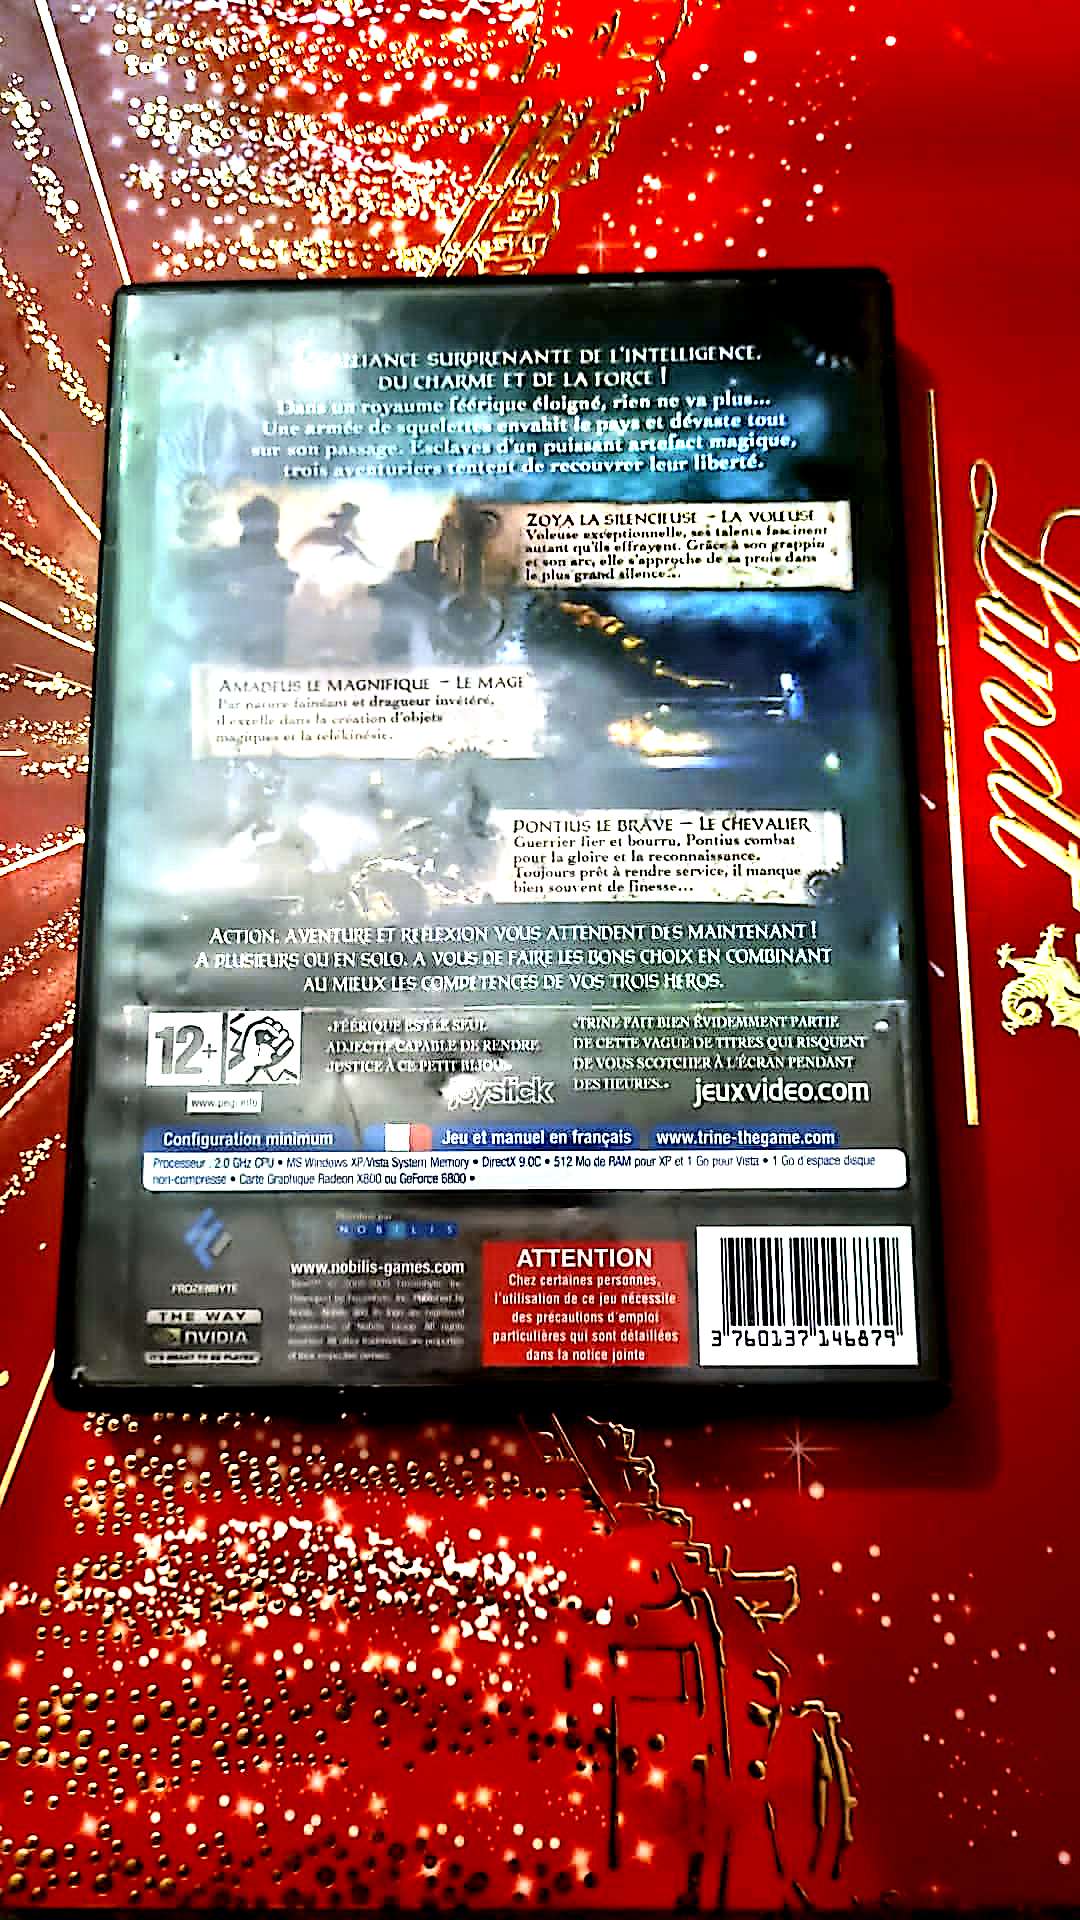 ALLIANCE SURPRENANTE DE L'INTELLIGENCE,
DU CHARME ET DE LA FORCE !
Dans un royaume féérique éloigné, rien ne va plus...
Une armée de squelettes envahit le pays et dévaste tout
sur son passage. Esclaves d'un puissant artefact magique,
trois aventuriers tentent de recouvrer leur liberté.
ZOYA LA SILENCIEUSE - LA VOLEUSE
Voleuse exceptionnelle, ses talents fascinent
autant qu'ils effrayent. Grâce à son grappin
et son arc, elle s'approche de sa proie dans
le plus grand silence...
AMADEUS LE MAGNIFIQUE - LE MAGE
Par nature fainéant et dragueur invétéré,
il excelle dans la création d'objets
magiques et la télékinésie.
PONTIUS LE BRAVE - LE CHEVALIER
Guerrier fier et bourru, Pontius combat
pour la gloire et la reconnaissance.
Toujours prêt à rendre service, il manque
bien souvent de finesse...
ACTION, AVENTURE ET REFLEXION VOUS ATTENDENT DES MAINTENANT !
A PLUSIEURS OU EN SOLO, A VOUS DE FAIRE LES BONS CHOIX EN COMBINANT
AU MIEUX LES COMPETENCES DE VOS TROIS HEROS.
12+
www.pegi.info
«FÉÉRIQUE EST LE SEUL
ADJECTIF CAPABLE DE RENDRE
JUSTICE À CE PETIT BIJOU»
joystick
«TRINE FAIT BIEN ÉVIDEMMENT PARTIE
DE CETTE VAGUE DE TITRES QUI RISQUENT
DE VOUS SCOTCHER À L'ÉCRAN PENDANT
DES HEURES.»
jeuxvideo.com
Configuration minimum
Jeu et manuel en français
www.trine-thegame.com
Processeur : 2.0 GHz CPU • MS Windows XP/Vista System Memory • DirectX 9.0C • 512 Mo de RAM pour XP et 1 Go pour Vista • 1 Go d'espace disque
non-compresse • Carte Graphique Radeon X800 ou GeForce 6800 •
FROZENBYTE
NOBILIS
www.nobilis-games.com
THE WAY
NVIDIA
IT'S MEANT TO BE PLAYED
ATTENTION
Chez certaines personnes,
l'utilisation de ce jeu nécessite
des précautions d'emploi
particulières qui sont détaillées
dans la notice jointe
3 760137 146879
Lindt